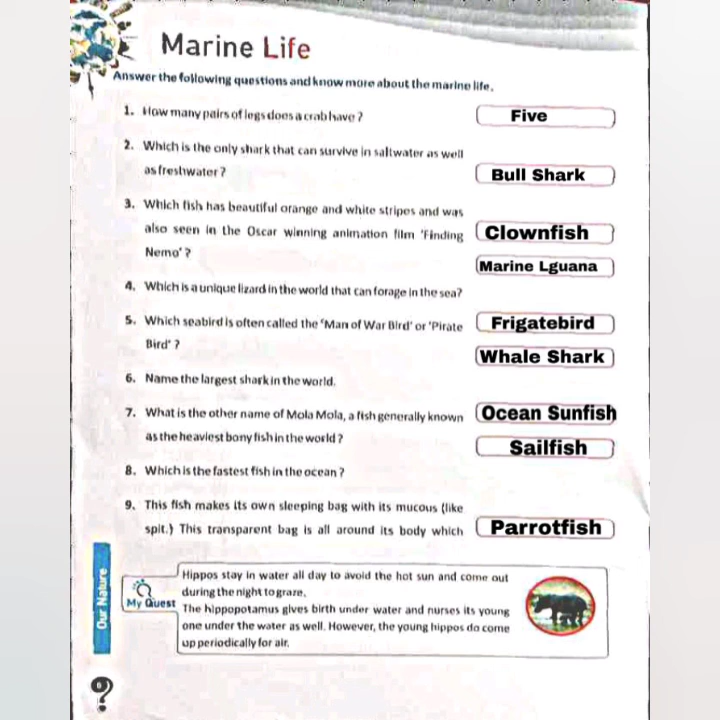 Marine Life
Answer the following questions and know more about the marine life.
1. How many pairs of legs does a crab have ?
Five
2. Which is the only shark that can survive in saltwater as well
as freshwater ?
Bull Shark
3. Which fish has beautiful orange and white stripes and was
also seen in the Oscar winning animation film 'Finding
Nemo' ?
Clownfish
Marine Lguana
4. Which is a unique lizard in the world that can forage in the sea?
5. Which seabird is often called the 'Man of War Bird' or 'Pirate
Bird' ?
Frigatebird
Whale Shark
6. Name the largest shark in the world.
7. What is the other name of Mola Mola, a fish generally known
as the heaviest bony fish in the world ?
Ocean Sunfish
Sailfish
8. Which is the fastest fish in the ocean ?
9. This fish makes its own sleeping bag with its mucous (like
spit.) This transparent bag is all around its body which
Parrotfish
Our Nature
My Quest
Hippos stay in water all day to avoid the hot sun and come out
during the night to graze.
The hippopotamus gives birth under water and nurses its young
one under the water as well. However, the young hippos do come
up periodically for air.
6